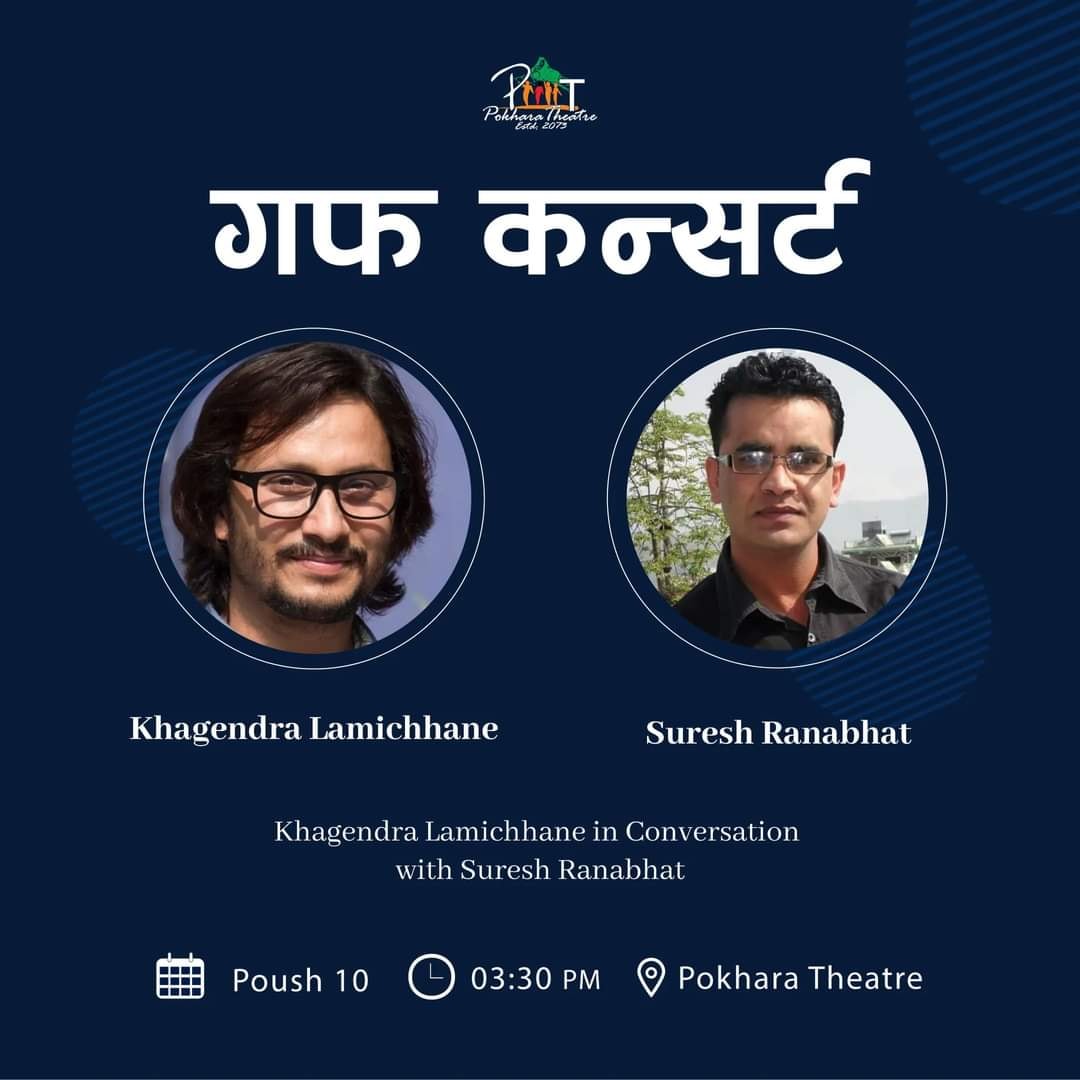 PT
Pokhara Theatre
Estd. 2073
गफ कन्सर्ट
Khagendra Lamichhane
Suresh Ranabhat
Khagendra Lamichhane in Conversation
with Suresh Ranabhat
Poush 10
03:30 PM
Pokhara Theatre